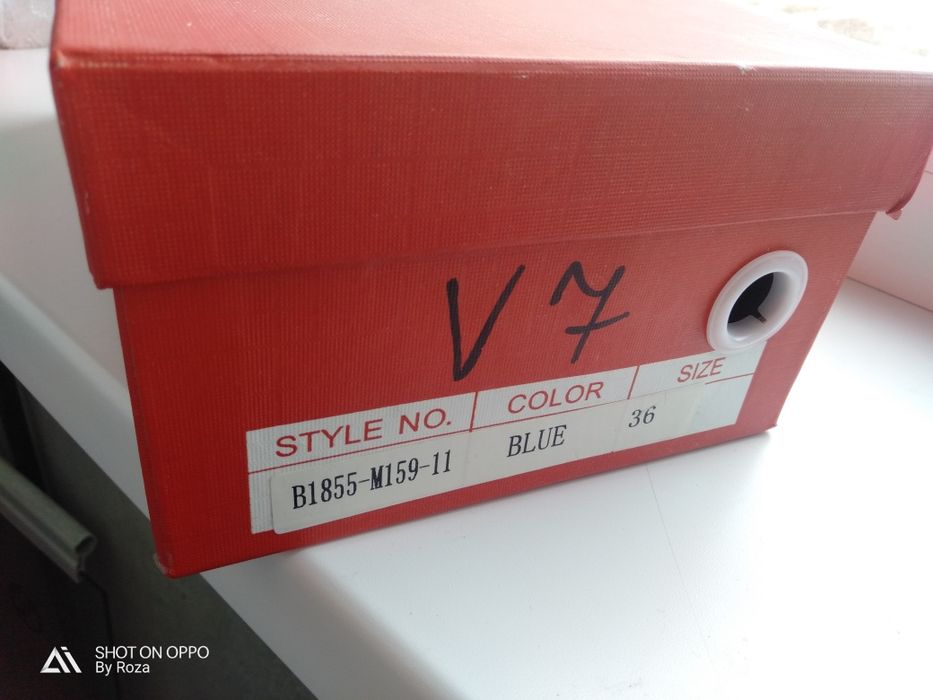 V7
STYLE NO. COLOR SIZE
B1855-M159-11 BLUE 36
SHOT ON OPPO
By Roza